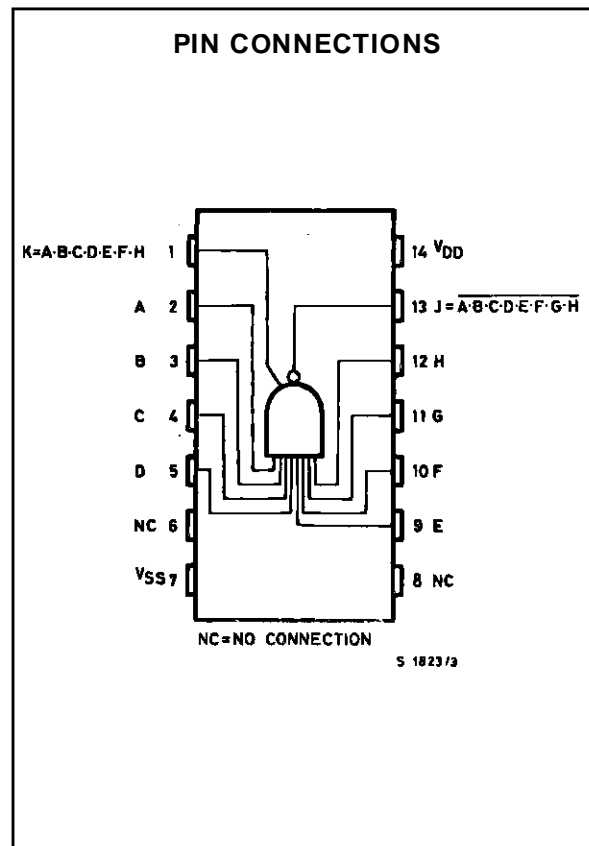 PIN CONNECTIONS
K=A·B·C·D·E·F·H 1
14 VDD
A 2
13 J=A·B·C·D·E·F·G·H
B 3
12 H
C 4
11 G
D 5
10 F
NC 6
9 E
VSS 7
8 NC
NC=NO CONNECTION
S 1823/3